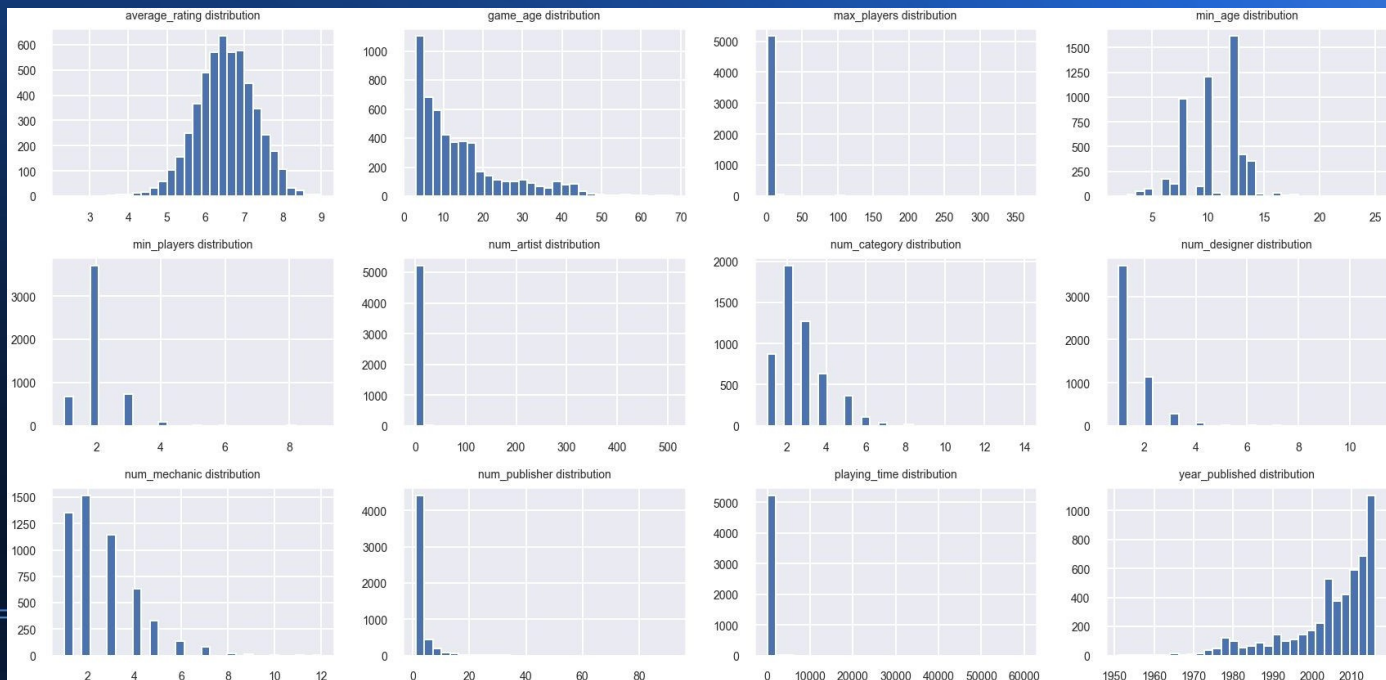 average_rating distribution
600
500
400
300
200
100
0
3 4 5 6 7 8 9
game_age distribution
1000
800
600
400
200
0
0 10 20 30 40 50 60 70
max_players distribution
5000
4000
3000
2000
1000
0
0 50 100 150 200 250 300 350
min_age distribution
1500
1250
1000
750
500
250
0
5 10 15 20 25
min_players distribution
3000
2000
1000
0
2 4 6 8
num_artist distribution
5000
4000
3000
2000
1000
0
0 100 200 300 400 500
num_category distribution
2000
1500
1000
500
0
2 4 6 8 10 12 14
num_designer distribution
3000
2000
1000
0
2 4 6 8 10
num_mechanic distribution
1500
1250
1000
750
500
250
0
2 4 6 8 10 12
num_publisher distribution
4000
3000
2000
1000
0
0 20 40 60 80
playing_time distribution
5000
4000
3000
2000
1000
0
0 10000 20000 30000 40000 50000 60000
year_published distribution
1000
800
600
400
200
0
1950 1960 1970 1980 1990 2000 2010